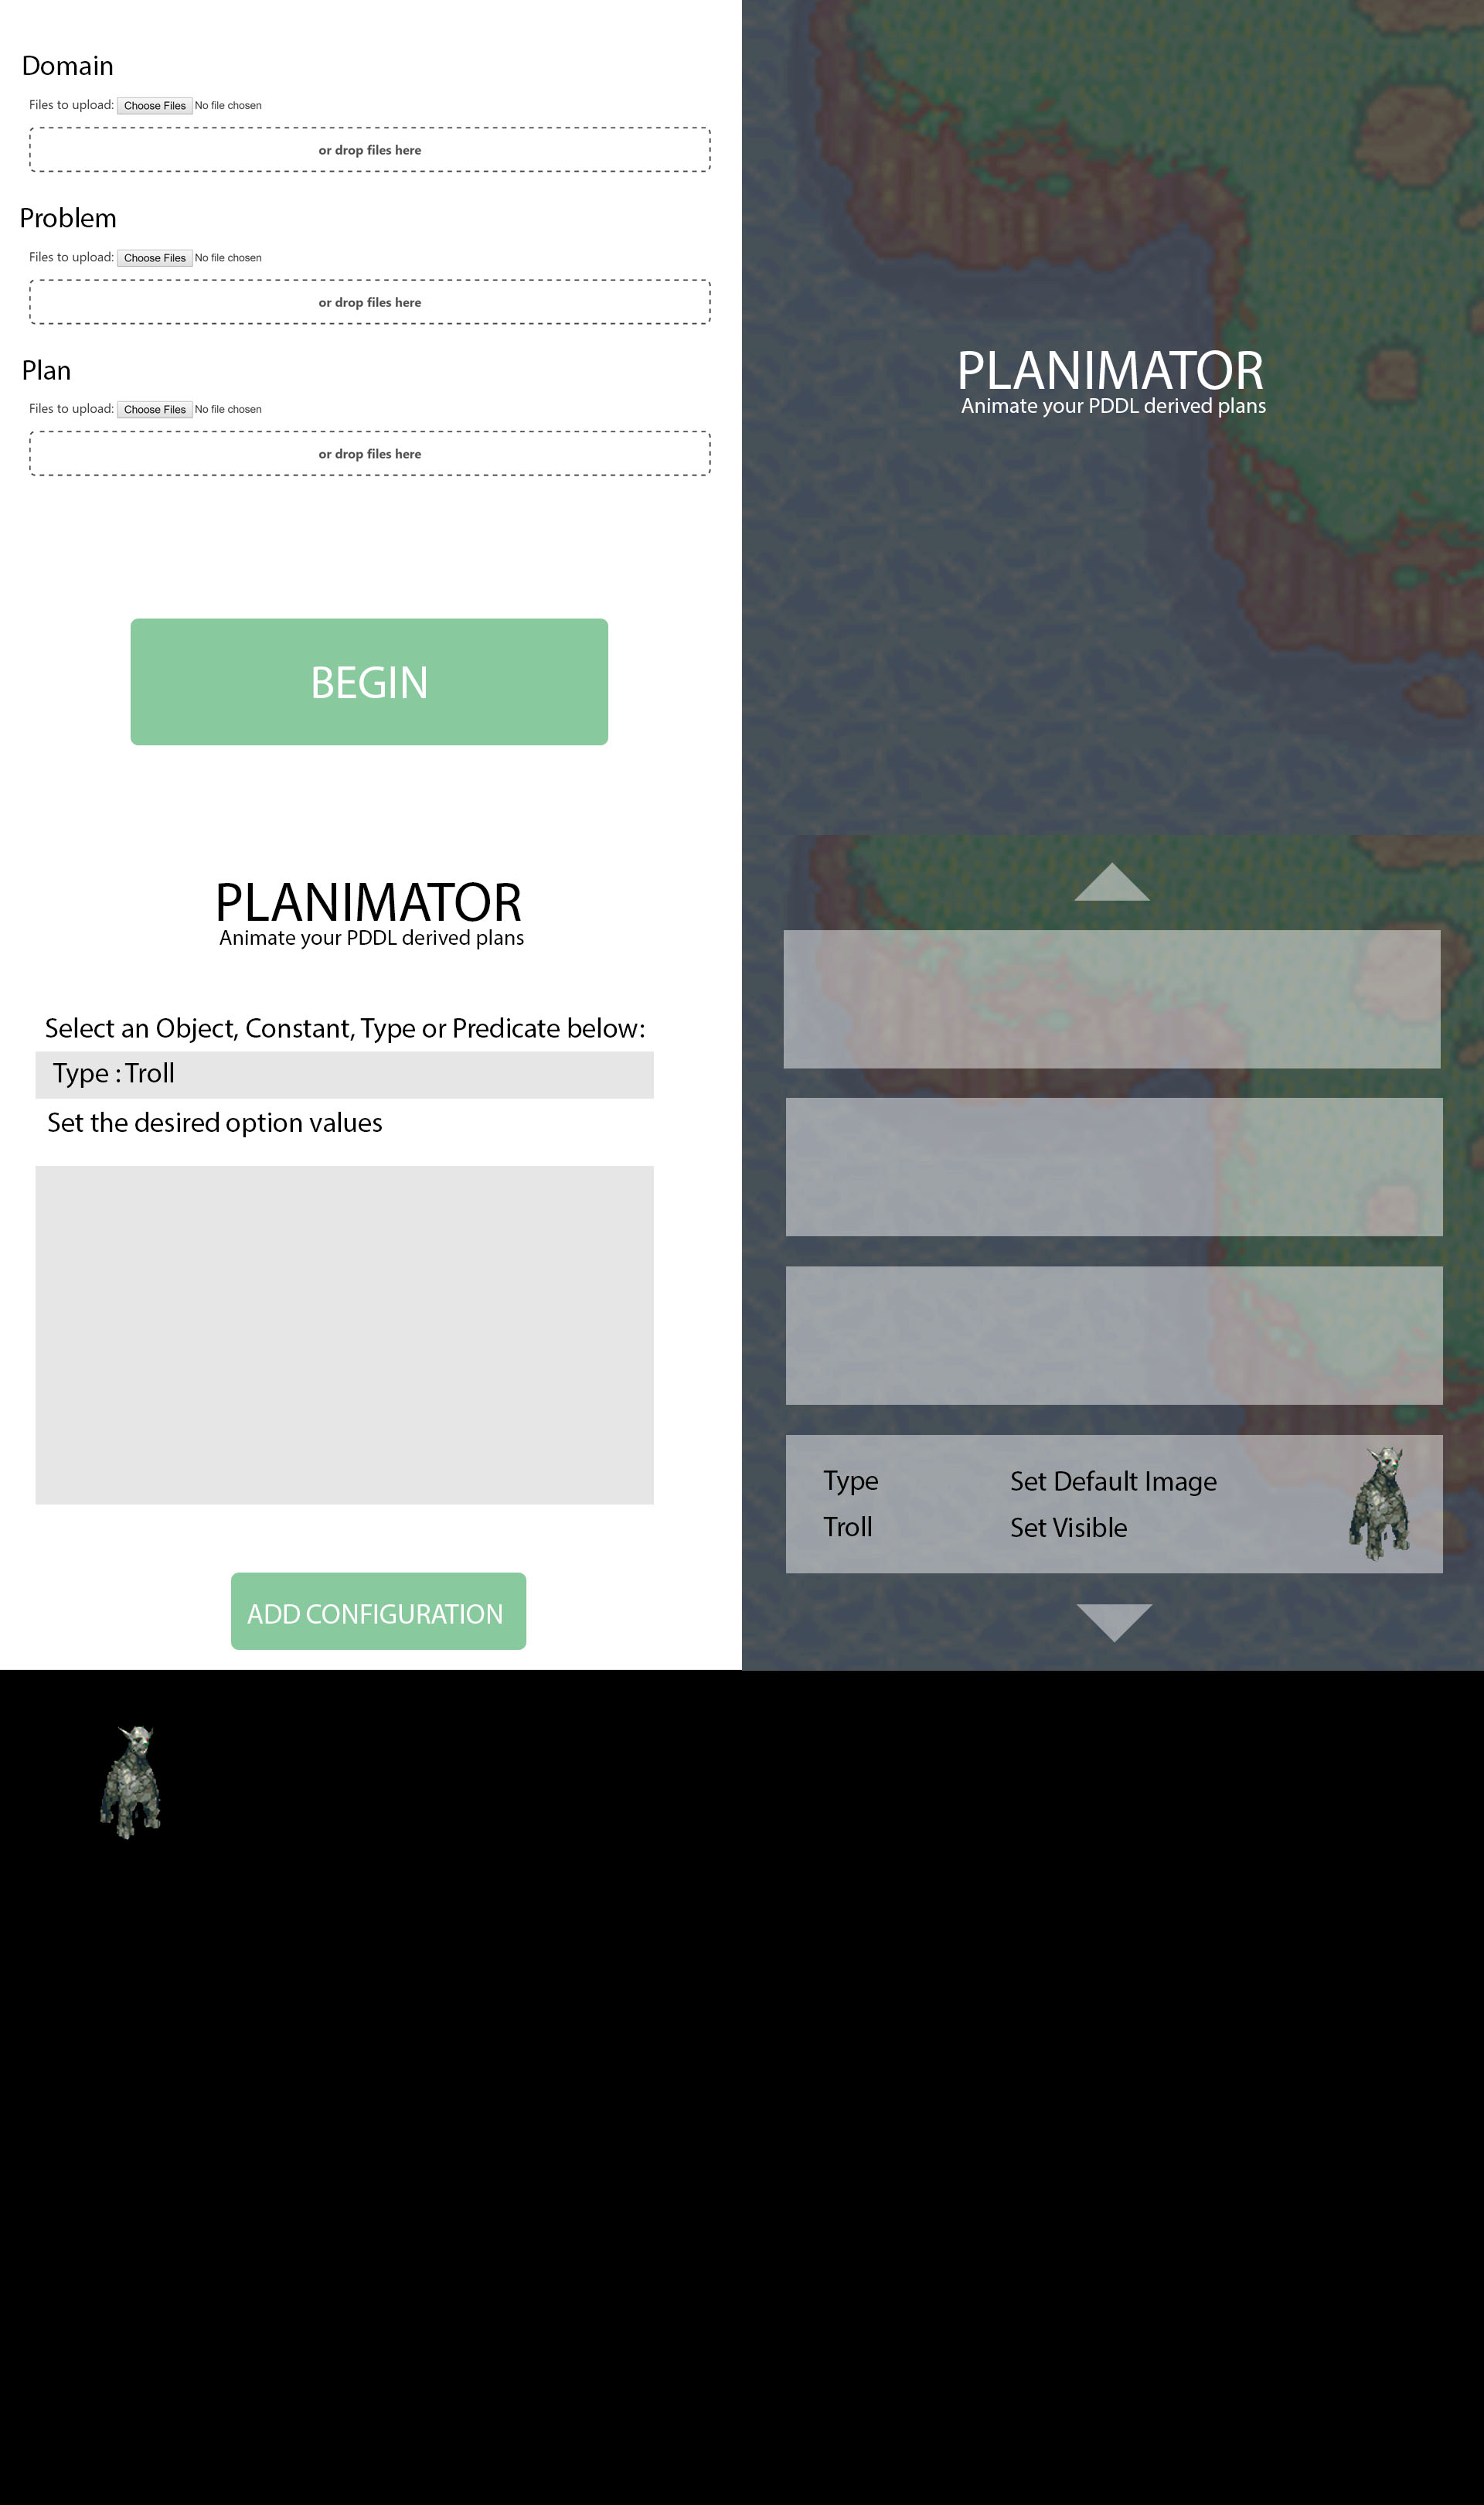 Domain
Files to upload: Choose Files No file chosen
or drop files here
Problem
Files to upload: Choose Files No file chosen
or drop files here
Plan
Files to upload: Choose Files No file chosen
or drop files here
BEGIN
PLANIMATOR
Animate your PDDL derived plans
PLANIMATOR
Animate your PDDL derived plans
Select an Object, Constant, Type or Predicate below:
Type : Troll
Set the desired option values
ADD CONFIGURATION
Type Set Default Image
Troll Set Visible